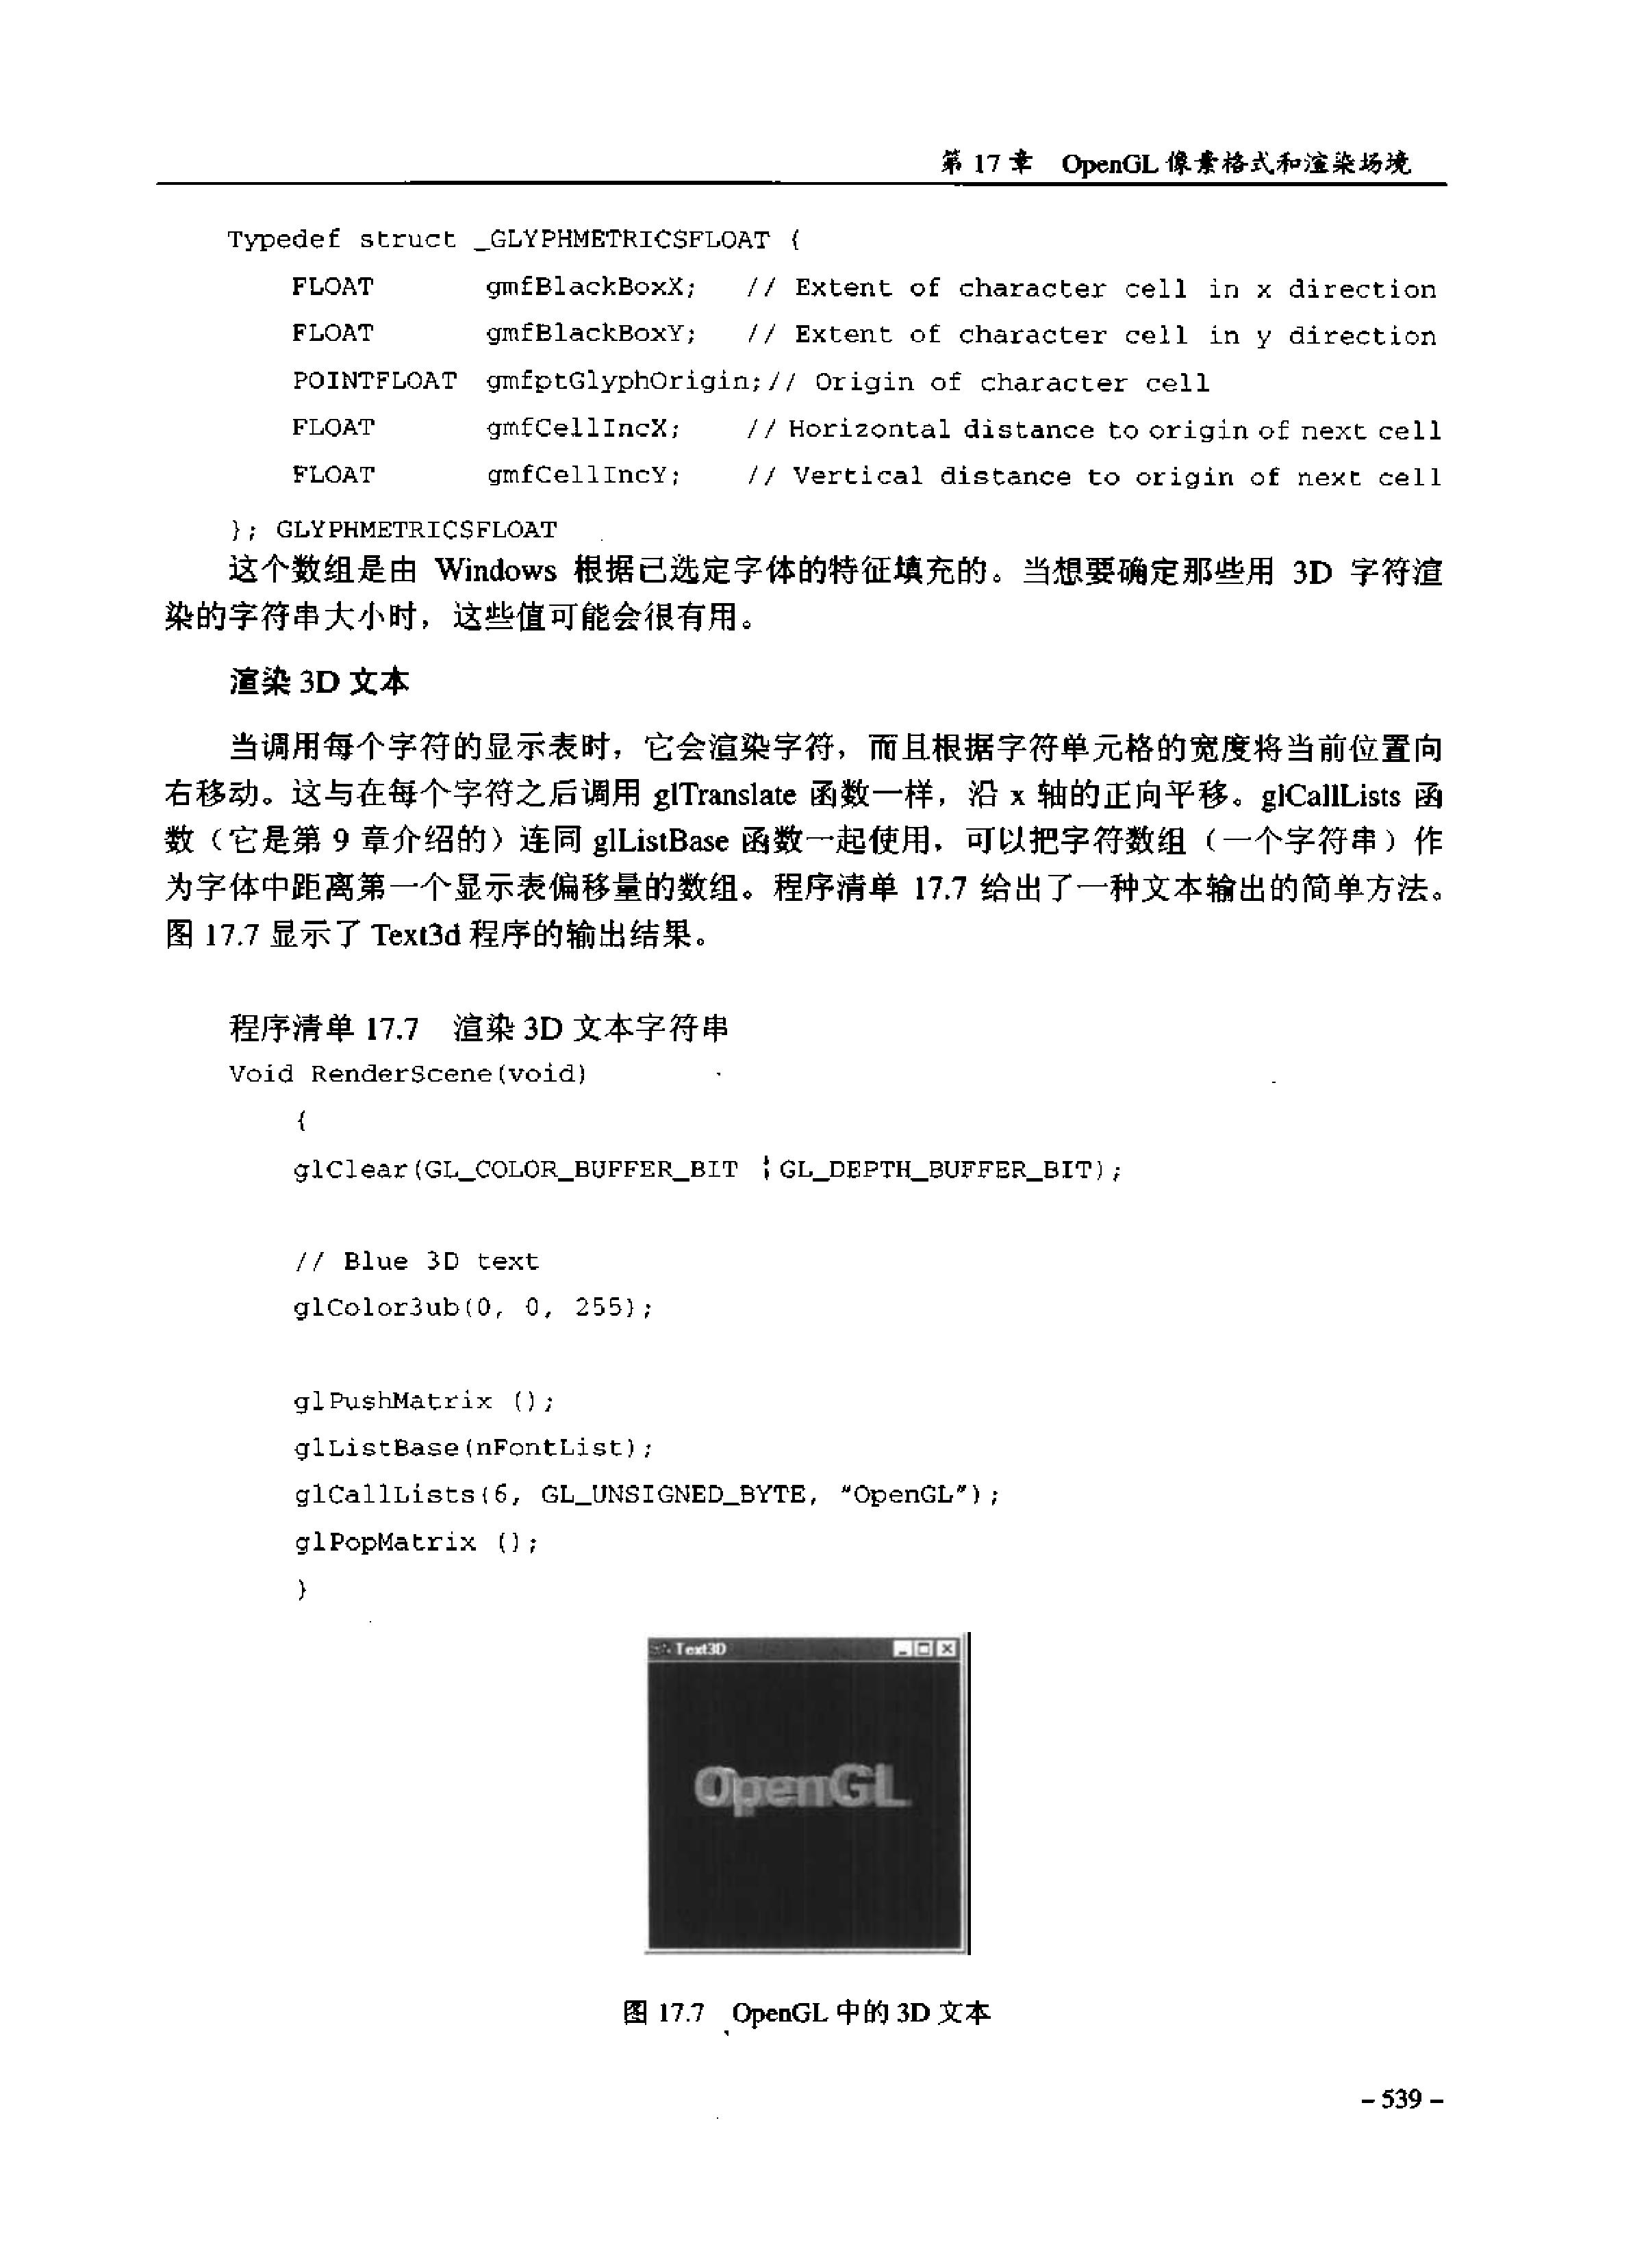 第 17 章 OpenGL 像素格式和渲染场境
Typedef struct _GLYPHMETRICSFLOAT {
FLOAT gmfBlackBoxX; // Extent of character cell in x direction
FLOAT gmfBlackBoxY; // Extent of character cell in y direction
POINTFLOAT gmfptGlyphOrigin; // Origin of character cell
FLOAT gmfCellIncX; // Horizontal distance to origin of next cell
FLOAT gmfCellIncY; // Vertical distance to origin of next cell
}; GLYPHMETRICSFLOAT
这个数组是由 Windows 根据已选定字体的特征填充的。当想要确定那些用 3D 字符渲
染的字符串大小时，这些值可能会很有用。
渲染 3D 文本
当调用每个字符的显示表时，它会渲染字符，而且根据字符单元格的宽度将当前位置向
右移动。这与在每个字符之后调用 glTranslate 函数一样，沿 x 轴的正向平移。glCallLists 函
数（它是第 9 章介绍的）连同 glListBase 函数一起使用，可以把字符数组（一个字符串）作
为字体中距离第一个显示表偏移量的数组。程序清单 17.7 给出了一种文本输出的简单方法。
图 17.7 显示了 Text3d 程序的输出结果。
程序清单 17.7 渲染 3D 文本字符串
Void RenderScene(void)
{
glClear(GL_COLOR_BUFFER_BIT ¦ GL_DEPTH_BUFFER_BIT);
// Blue 3D text
glColor3ub(0, 0, 255);
glPushMatrix ();
glListBase(nFontList);
glCallLists(6, GL_UNSIGNED_BYTE, "OpenGL");
glPopMatrix ();
}
Text3D
OpenGL
图 17.7 OpenGL 中的 3D 文本
- 539 -